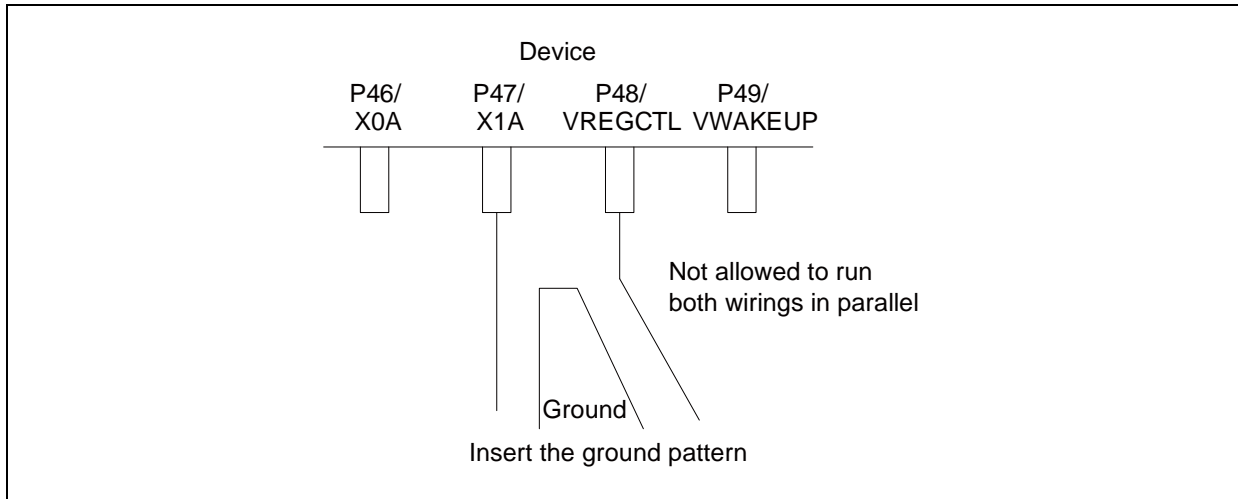 Device
P46/ P47/ P48/ P49/
X0A X1A VREGCTL VWAKEUP
Not allowed to run
both wirings in parallel
Ground
Insert the ground pattern